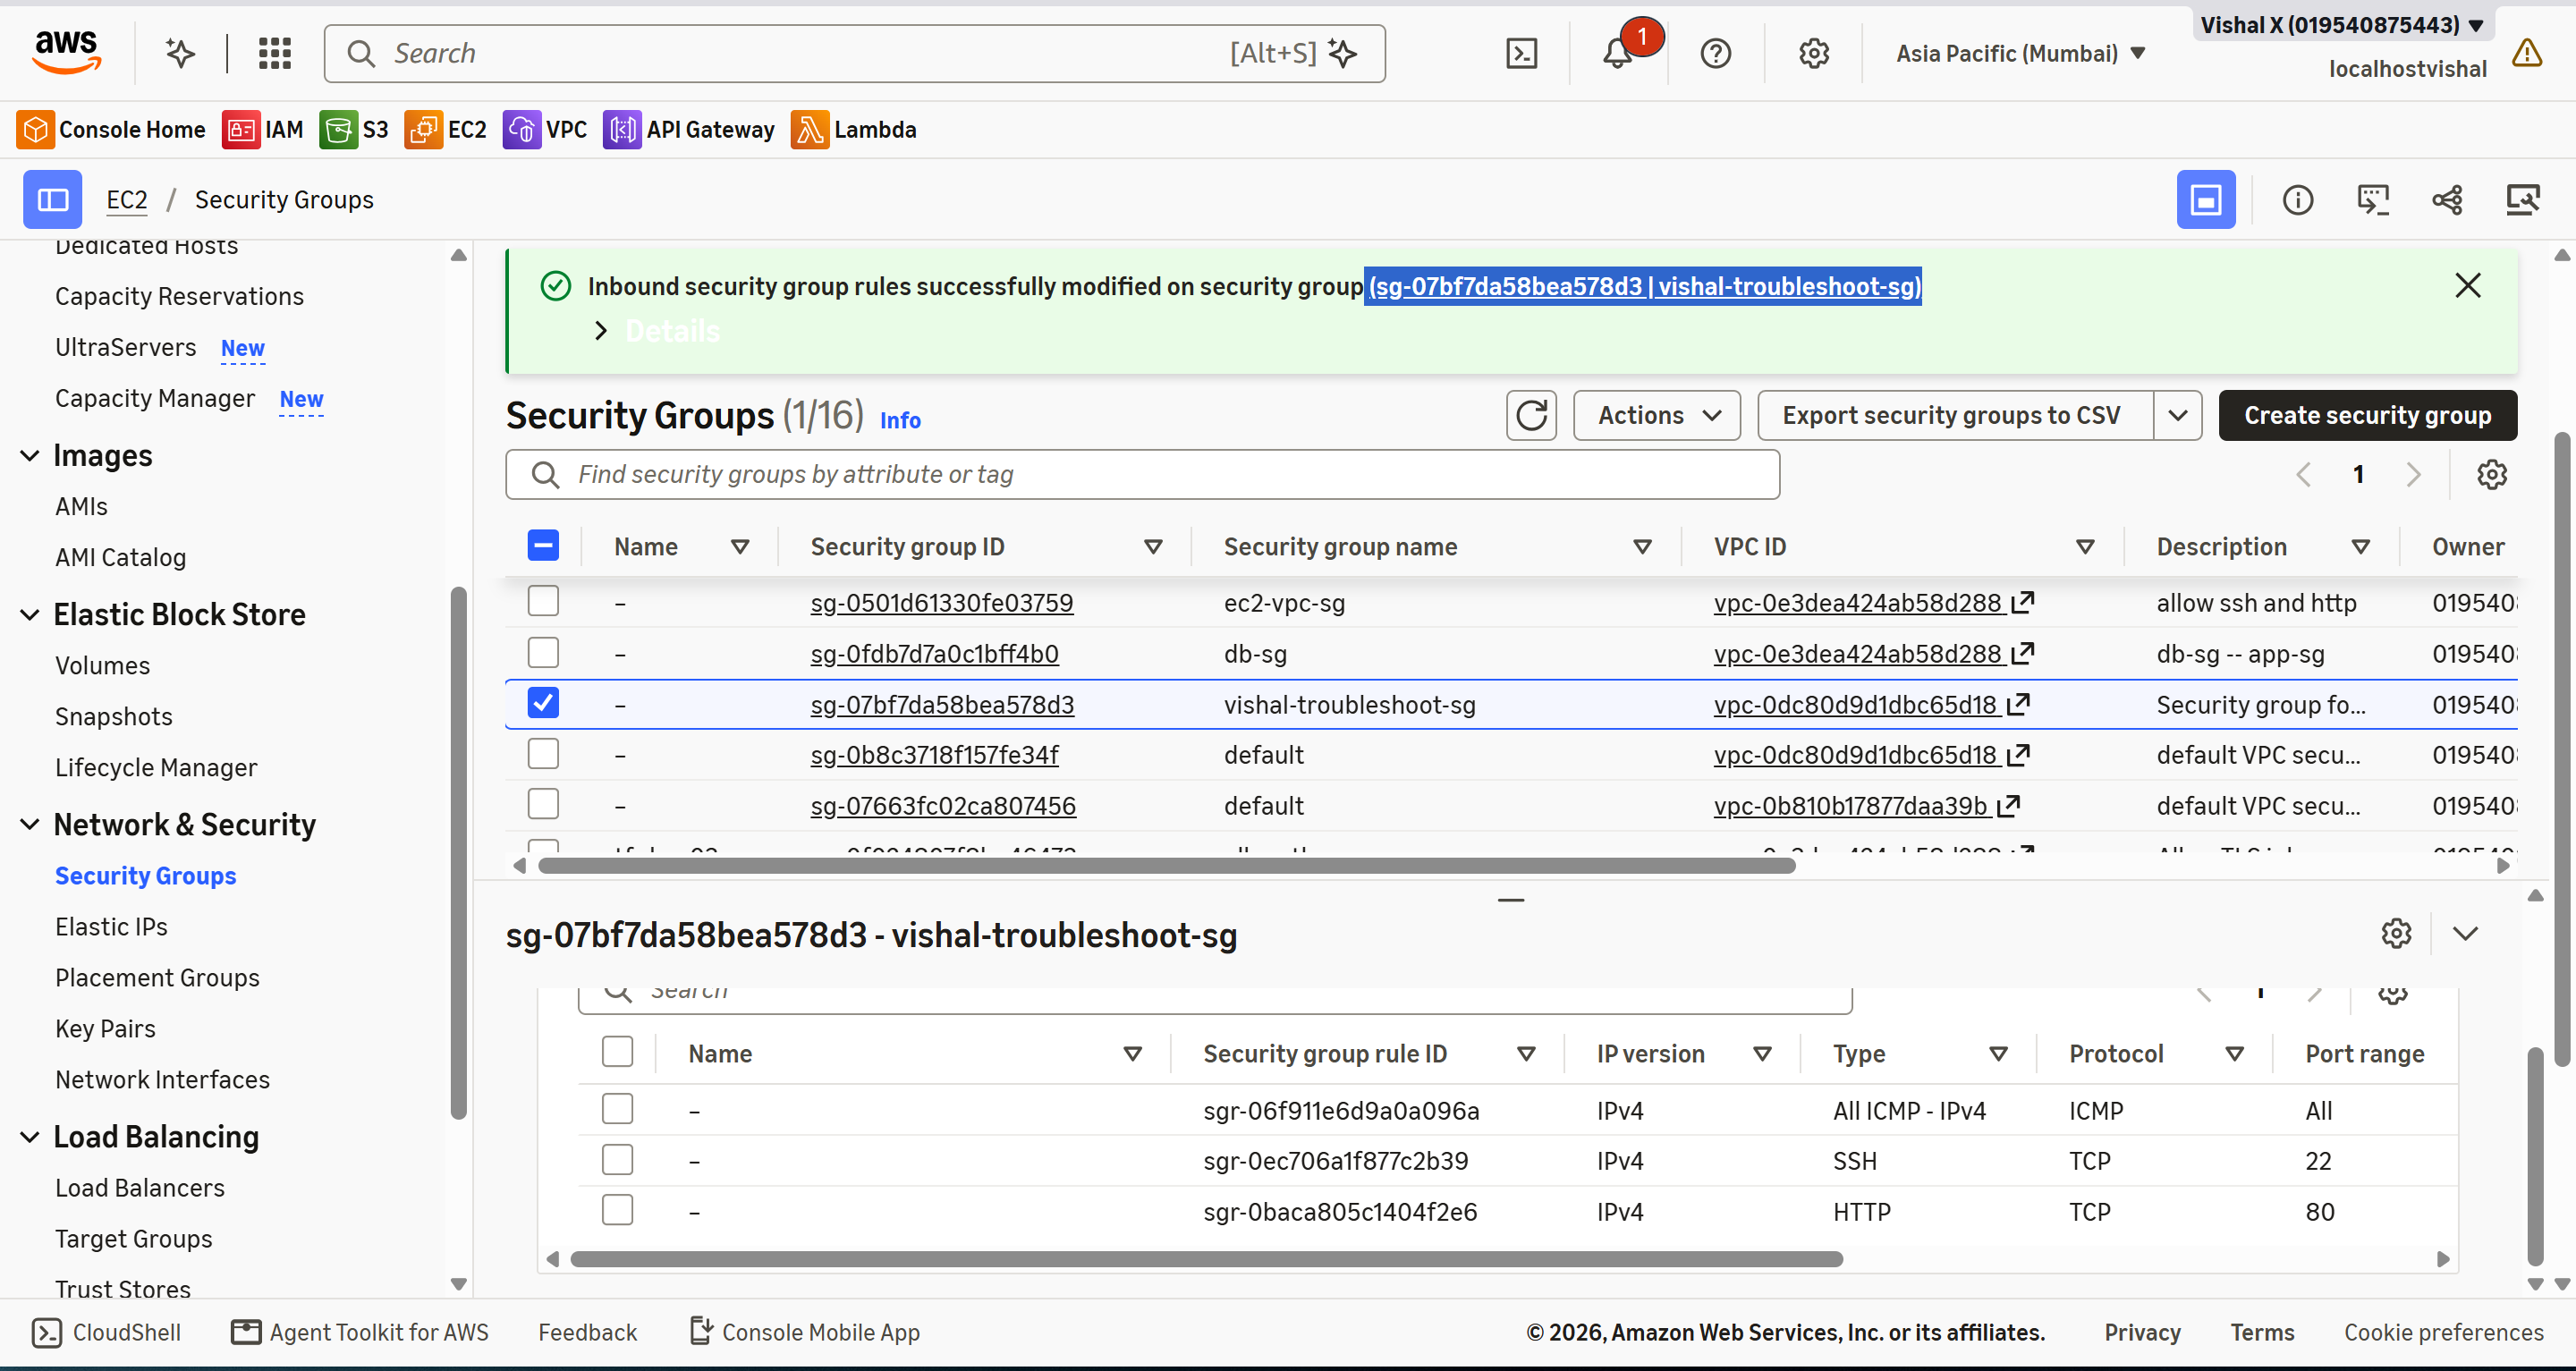 aws
Search [Alt+S]
1
Asia Pacific (Mumbai)
Vishal X (019540875443)
localhostvishal
Console Home IAM S3 EC2 VPC API Gateway Lambda
EC2 / Security Groups
Dedicated Hosts
Capacity Reservations
UltraServers New
Capacity Manager New
Images
AMIs
AMI Catalog
Elastic Block Store
Volumes
Snapshots
Lifecycle Manager
Network & Security
Security Groups
Elastic IPs
Placement Groups
Key Pairs
Network Interfaces
Load Balancing
Load Balancers
Target Groups
Trust Stores
Inbound security group rules successfully modified on security group (sg-07bf7da58bea578d3 | vishal-troubleshoot-sg)
Details
Security Groups (1/16) Info
Actions
Export security groups to CSV
Create security group
Find security groups by attribute or tag
1
Name Security group ID Security group name VPC ID Description Owner
– sg-0501d61330fe03759 ec2-vpc-sg vpc-0e3dea424ab58d288 allow ssh and http 019540
– sg-0fdb7d7a0c1bff4b0 db-sg vpc-0e3dea424ab58d288 db-sg -- app-sg 019540
– sg-07bf7da58bea578d3 vishal-troubleshoot-sg vpc-0dc80d9d1dbc65d18 Security group fo... 019540
– sg-0b8c3718f157fe34f default vpc-0dc80d9d1dbc65d18 default VPC secu... 019540
– sg-07663fc02ca807456 default vpc-0b810b17877daa39b default VPC secu... 019540
sg-07bf7da58bea578d3 - vishal-troubleshoot-sg
Search 1
Name Security group rule ID IP version Type Protocol Port range
– sgr-06f911e6d9a0a096a IPv4 All ICMP - IPv4 ICMP All
– sgr-0ec706a1f877c2b39 IPv4 SSH TCP 22
– sgr-0baca805c1404f2e6 IPv4 HTTP TCP 80
CloudShell Agent Toolkit for AWS Feedback Console Mobile App
© 2026, Amazon Web Services, Inc. or its affiliates. Privacy Terms Cookie preferences